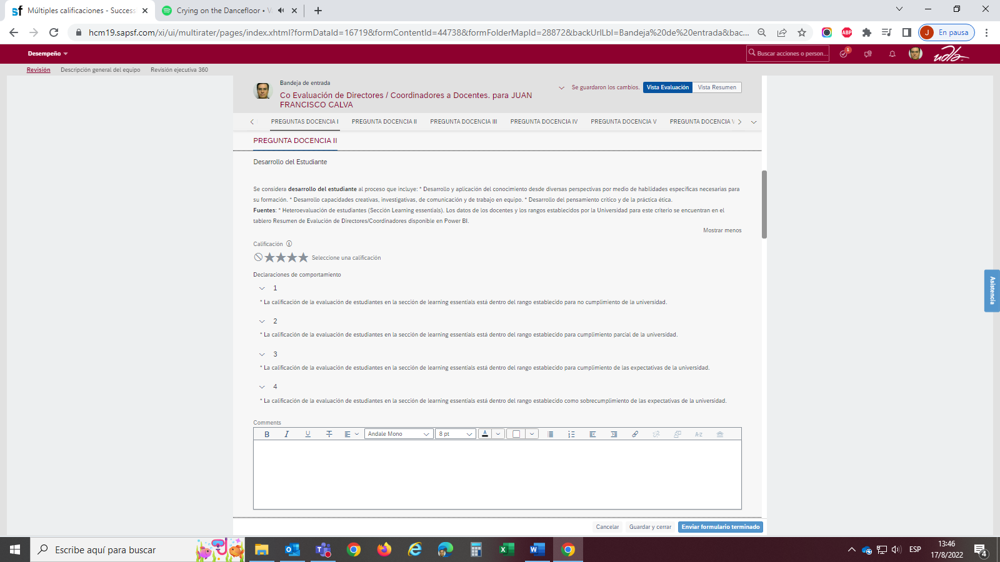 Múltiples calificaciones - Success
Crying on the Dancefloor •
hcm19.sapsf.com/xi/ui/multirater/pages/index.xhtml?formDataId=16719&formContentId=44738&formFolderMapId=28872&backUrlLbl=Bandeja%20de%20entrada&bac...
ABP
J En pausa
Desempeño
Buscar acciones o person...
1
udla
Revisión Descripción general del equipo Revisión ejecutiva 360
Bandeja de entrada
Co Evaluación de Directores / Coordinadores a Docentes. para JUAN
FRANCISCO CALVA
Se guardaron los cambios. Vista Evaluación Vista Resumen
PREGUNTAS DOCENCIA I PREGUNTA DOCENCIA II PREGUNTA DOCENCIA III PREGUNTA DOCENCIA IV PREGUNTA DOCENCIA V PREGUNTA DOCENCIA V
PREGUNTA DOCENCIA II
Desarrollo del Estudiante
Se considera desarrollo del estudiante al proceso que incluye: * Desarrollo y aplicación del conocimiento desde diversas perspectivas por medio de habilidades específicas necesarias para
su formación. * Desarrollo capacidades creativas, investigativas, de comunicación y de trabajo en equipo. * Desarrollo del pensamiento crítico y de la práctica ética.
Fuentes: * Heteroevaluación de estudiantes (Sección Learning essentials). Los datos de los docentes y los rangos establecidos por la Universidad para este criterio se encuentran en el
tablero Resumen de Evalución de Directores/Coordinadores disponible en Power BI.
Mostrar menos
Calificación
Seleccione una calificación
Declaraciones de comportamiento
1
* La calificación de la evaluación de estudiantes en la sección de learning essentials está dentro del rango establecido para no cumplimiento de la universidad.
2
* La calificación de la evaluación de estudiantes en la sección de learning essentials está dentro del rango establecido para cumplimiento parcial de la universidad.
3
* La calificación de la evaluación de estudiantes en la sección de learning essentials está dentro del rango establecido para cumplimiento de las expectativas de la universidad.
4
* La calificación de la evaluación de estudiantes en la sección de learning essentials está dentro del rango establecido como sobrecumplimiento de las expectativas de la universidad.
Comments
B I U T Andale Mono 8 pt A A-Z
Asistencia
Cancelar Guardar y cerrar Enviar formulario terminado
Escribe aquí para buscar
ESP
13:46
17/8/2022
4